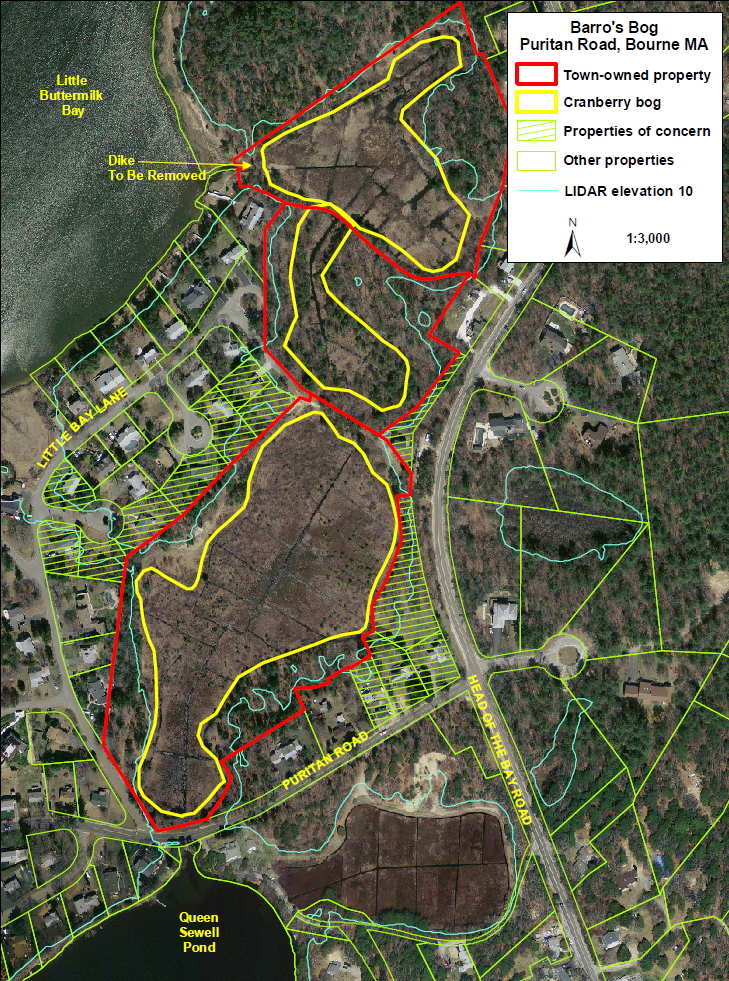 Barro's Bog
Puritan Road, Bourne MA
Town-owned property
Cranberry bog
Properties of concern
Other properties
LIDAR elevation 10
N
1:3,000
Little
Buttermilk
Bay
Dike
To Be Removed
LITTLE BAY LANE
PURITAN ROAD
HEAD OF THE BAY ROAD
Queen
Sewell
Pond